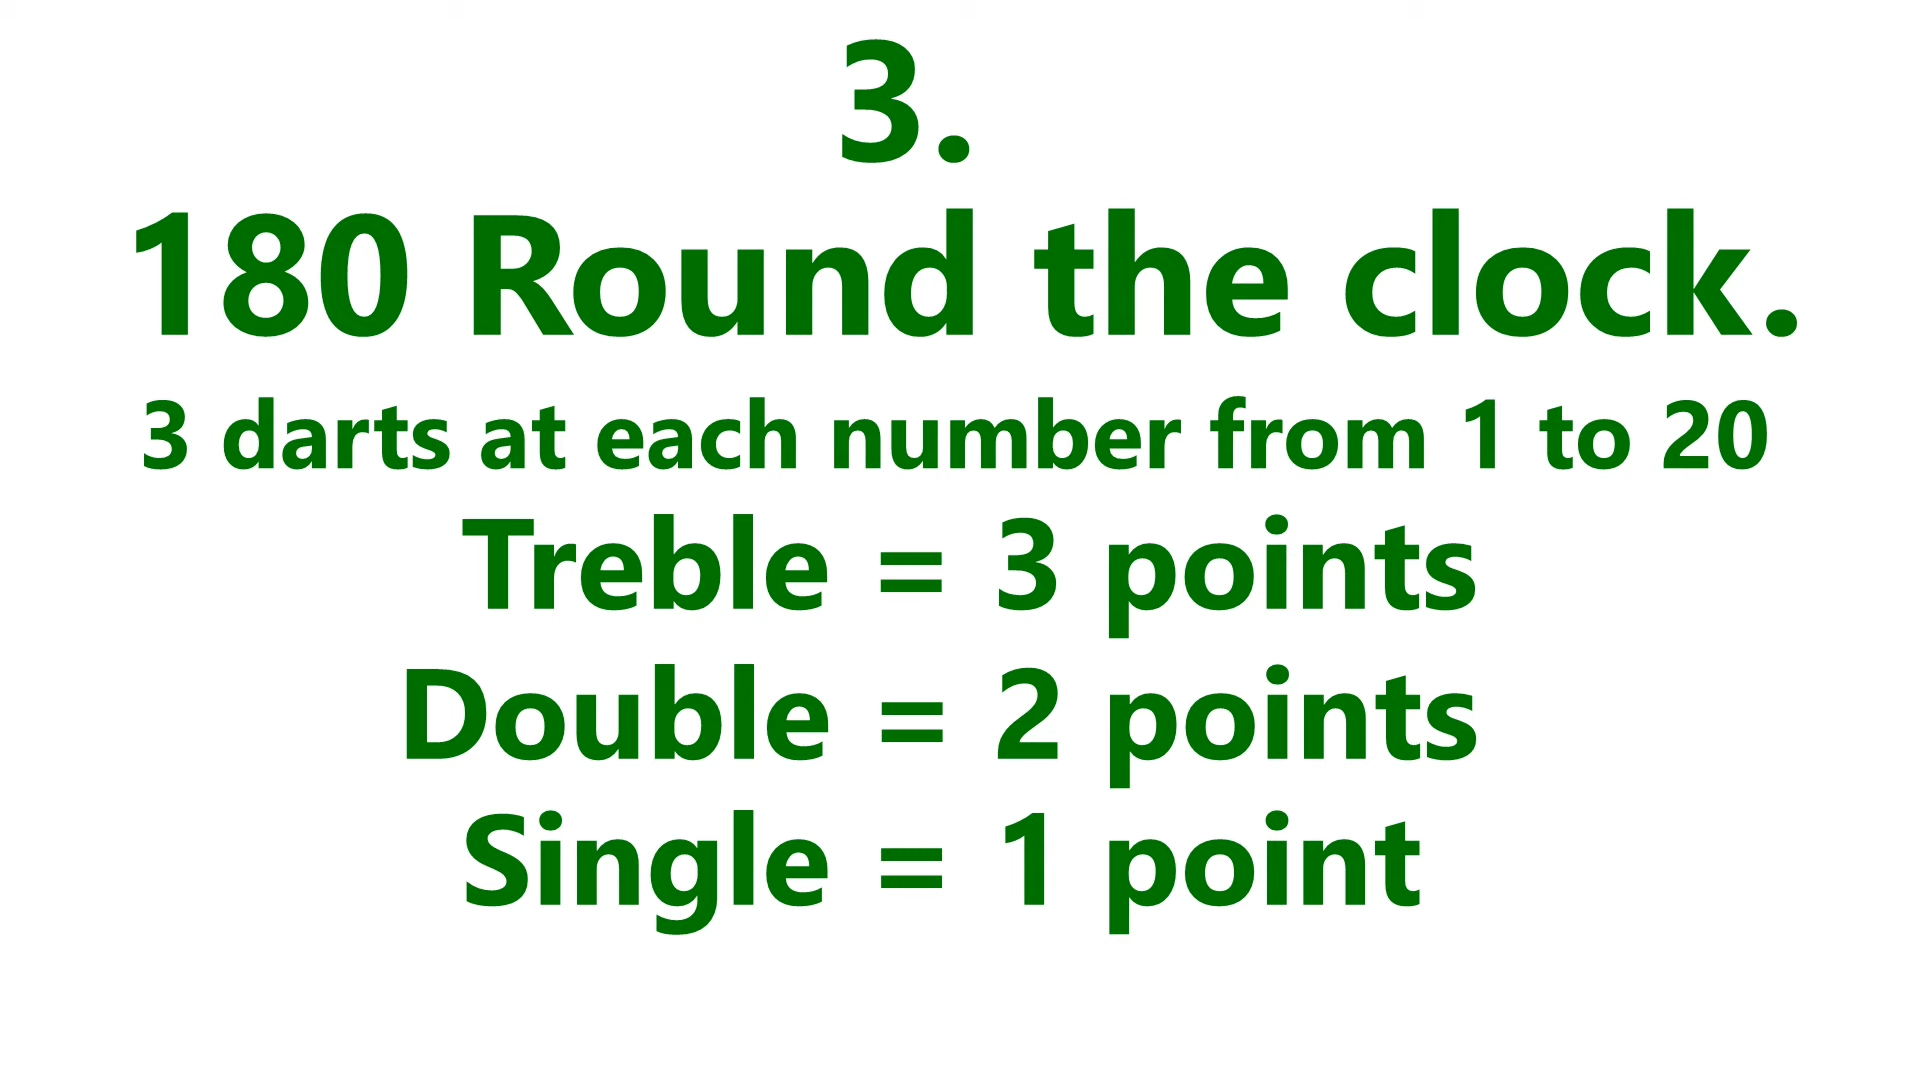 3.
180 Round the clock.
3 darts at each number from 1 to 20
Treble = 3 points
Double = 2 points
Single = 1 point